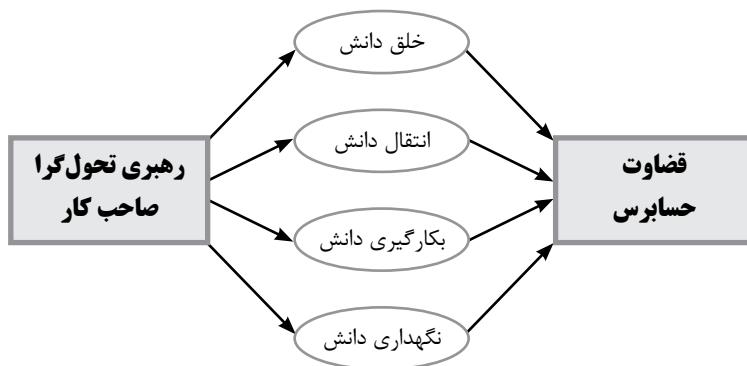 خلق دانش
انتقال دانش
رهبری تحول‌گرا
صاحب کار
قضاوت
حسابرس
بکارگیری دانش
نگهداری دانش